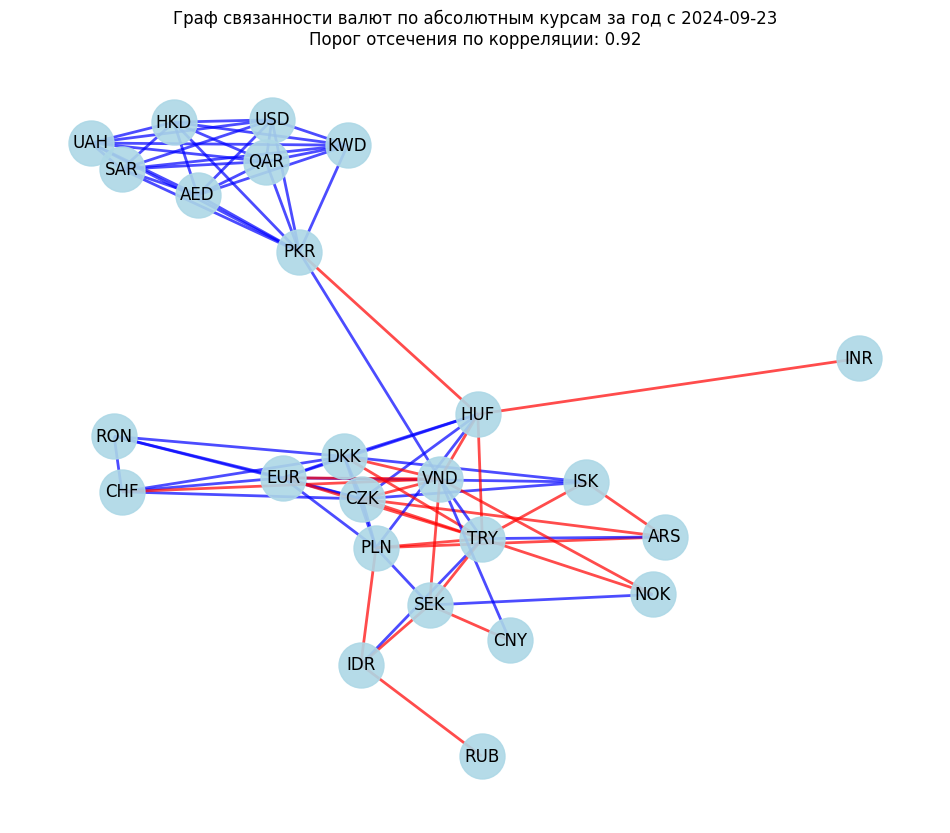 Граф связанности валют по абсолютным курсам за год с 2024-09-23
Порог отсечения по корреляции: 0.92
HKD
USD
UAH
KWD
SAR
QAR
AED
PKR
INR
HUF
RON
DKK
EUR
VND
ISK
CHF
CZK
PLN
TRY
ARS
NOK
SEK
CNY
IDR
RUB